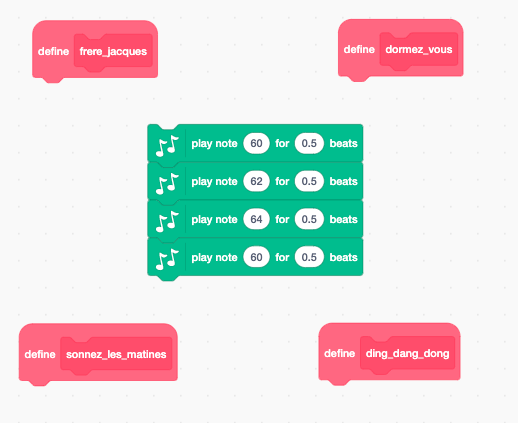 define frere_jacques
define dormez_vous
play note 60 for 0.5 beats
play note 62 for 0.5 beats
play note 64 for 0.5 beats
play note 60 for 0.5 beats
define sonnez_les_matines
define ding_dang_dong